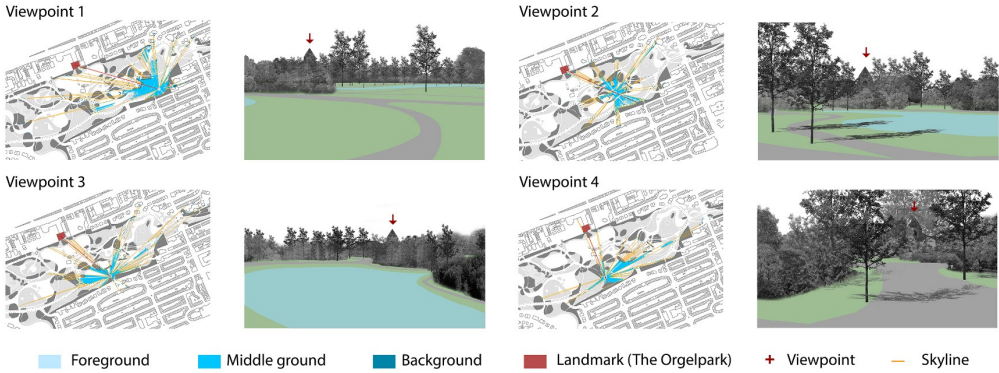 Viewpoint 1
Viewpoint 2
Viewpoint 3
Viewpoint 4
Foreground
Middle ground
Background
Landmark (The Orgelpark)
Viewpoint
Skyline